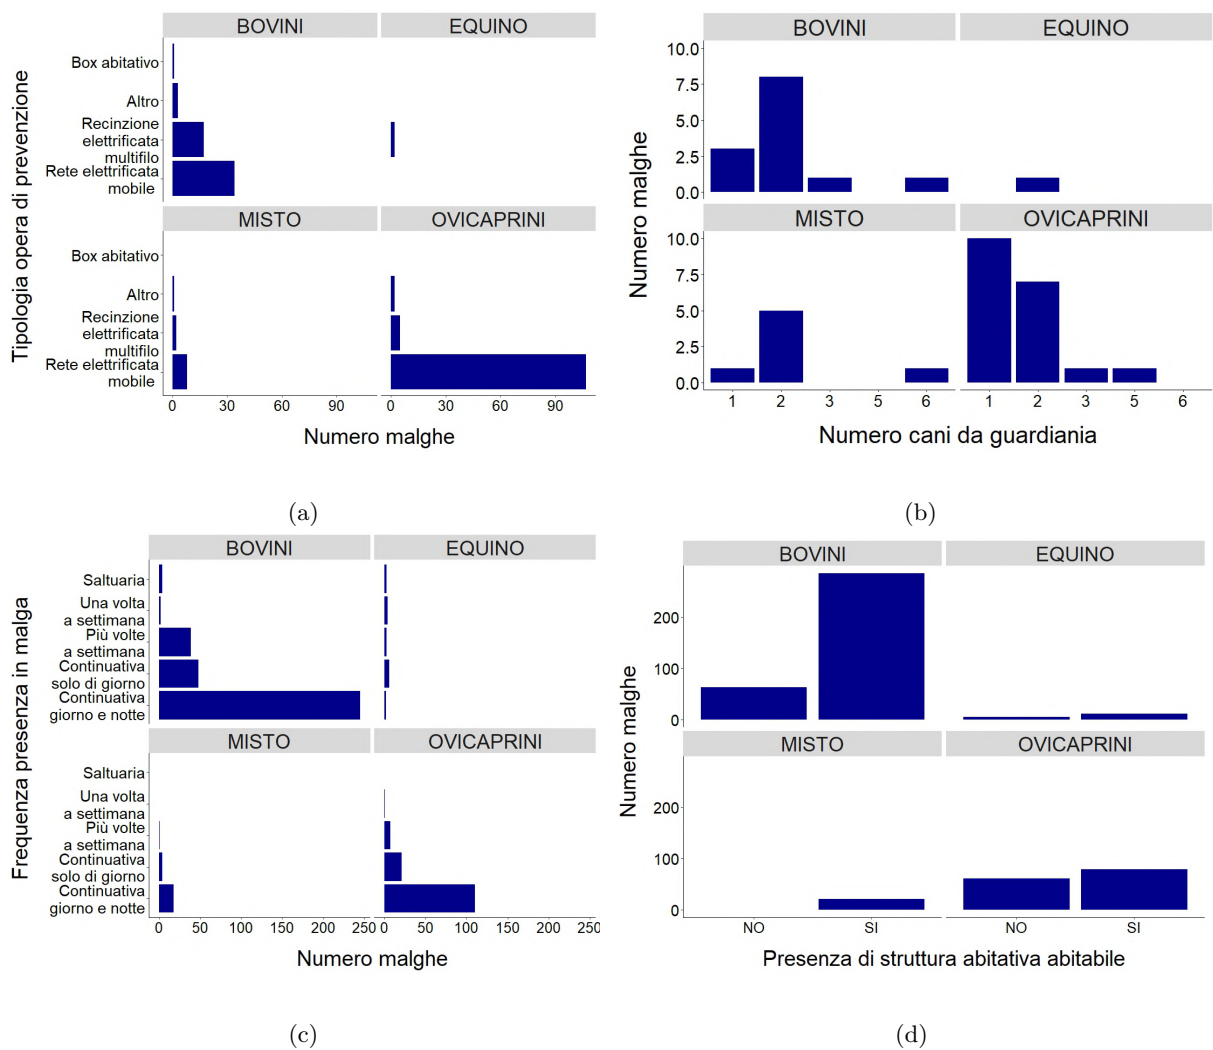 BOVINI
EQUINO
Box abitativo
Altro
Recinzione
elettrificata
multifilo
Rete elettrificata
mobile
MISTO
OVICAPRINI
Box abitativo
Altro
Recinzione
elettrificata
multifilo
Rete elettrificata
mobile
0 30 60 90 0 30 60 90
Numero malghe
Tipologia opera di prevenzione
(a)
BOVINI
EQUINO
10.0
7.5
5.0
2.5
0.0
MISTO
OVICAPRINI
10.0
7.5
5.0
2.5
0.0
1 2 3 5 6 1 2 3 5 6
Numero cani da guardiania
Numero malghe
(b)
BOVINI
EQUINO
Saltuaria
Una volta
a settimana
Più volte
a settimana
Continuativa
solo di giorno
Continuativa
giorno e notte
MISTO
OVICAPRINI
Saltuaria
Una volta
a settimana
Più volte
a settimana
Continuativa
solo di giorno
Continuativa
giorno e notte
0 50 100 150 200 250 0 50 100 150 200 250
Numero malghe
Frequenza presenza in malga
(c)
BOVINI
EQUINO
200
100
0
MISTO
OVICAPRINI
200
100
0
NO SI NO SI
Presenza di struttura abitativa abitabile
Numero malghe
(d)